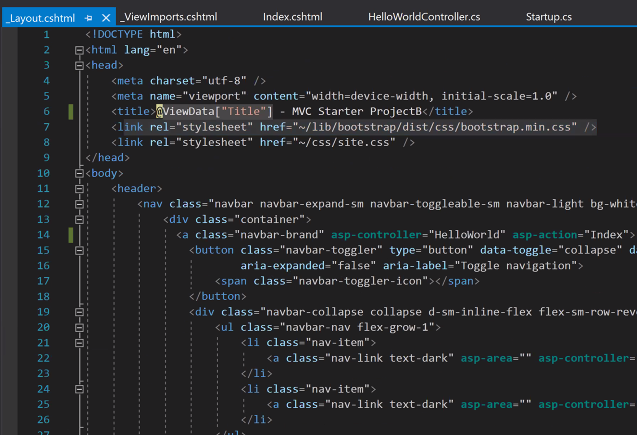 _Layout.cshtml _ViewImports.cshtml Index.cshtml HelloWorldController.cs Startup.cs
1 <!DOCTYPE html>
2 <html lang="en">
3 <head>
4 <meta charset="utf-8" />
5 <meta name="viewport" content="width=device-width, initial-scale=1.0" />
6 <title>@ViewData["Title"] - MVC Starter ProjectB</title>
7 <link rel="stylesheet" href="~/lib/bootstrap/dist/css/bootstrap.min.css" />
8 <link rel="stylesheet" href="~/css/site.css" />
9 </head>
10 <body>
11 <header>
12 <nav class="navbar navbar-expand-sm navbar-toggleable-sm navbar-light bg-whit
13 <div class="container">
14 <a class="navbar-brand" asp-controller="HelloWorld" asp-action="Index">
15 <button class="navbar-toggler" type="button" data-toggle="collapse" da
16 aria-expanded="false" aria-label="Toggle navigation">
17 <span class="navbar-toggler-icon"></span>
18 </button>
19 <div class="navbar-collapse collapse d-sm-inline-flex flex-sm-row-reve
20 <ul class="navbar-nav flex-grow-1">
21 <li class="nav-item">
22 <a class="nav-link text-dark" asp-area="" asp-controller=
23 </li>
24 <li class="nav-item">
25 <a class="nav-link text-dark" asp-area="" asp-controller=
26 </li>
27 </ul>